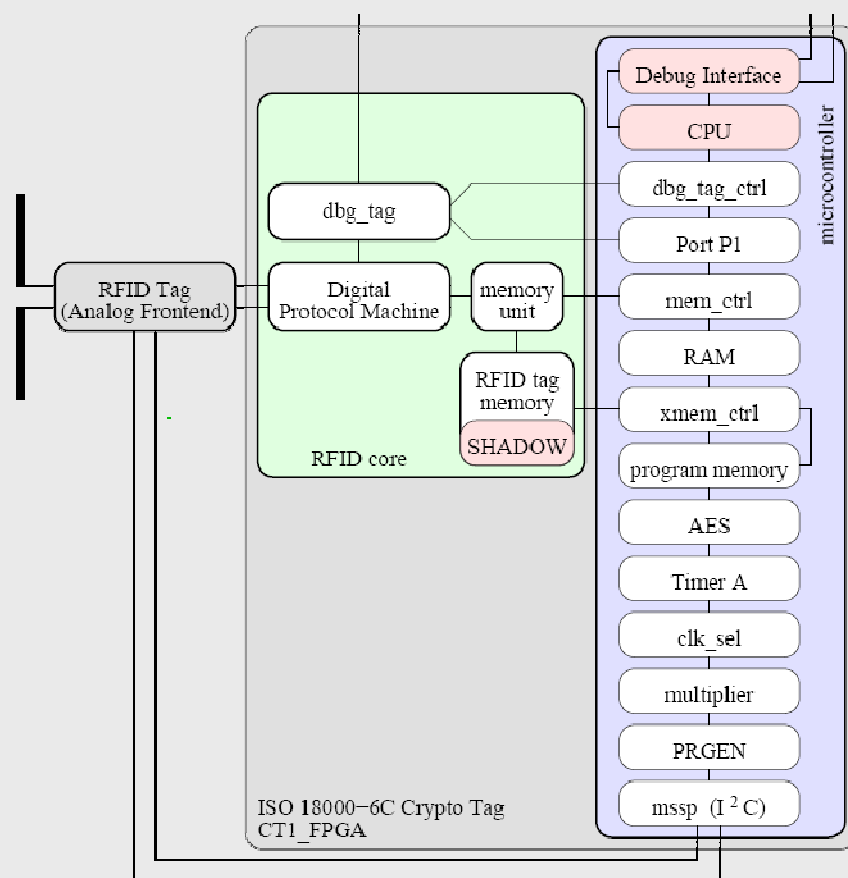 Debug Interface
CPU
microcontroller
dbg_tag
dbg_tag_ctrl
Port P1
RFID Tag
(Analog Frontend)
Digital
Protocol Machine
memory
unit
mem_ctrl
RAM
RFID tag
memory
SHADOW
xmem_ctrl
RFID core
program memory
AES
Timer A
clk_sel
multiplier
PRGEN
mssp (I 2 C)
ISO 18000−6C Crypto Tag
CT1_FPGA